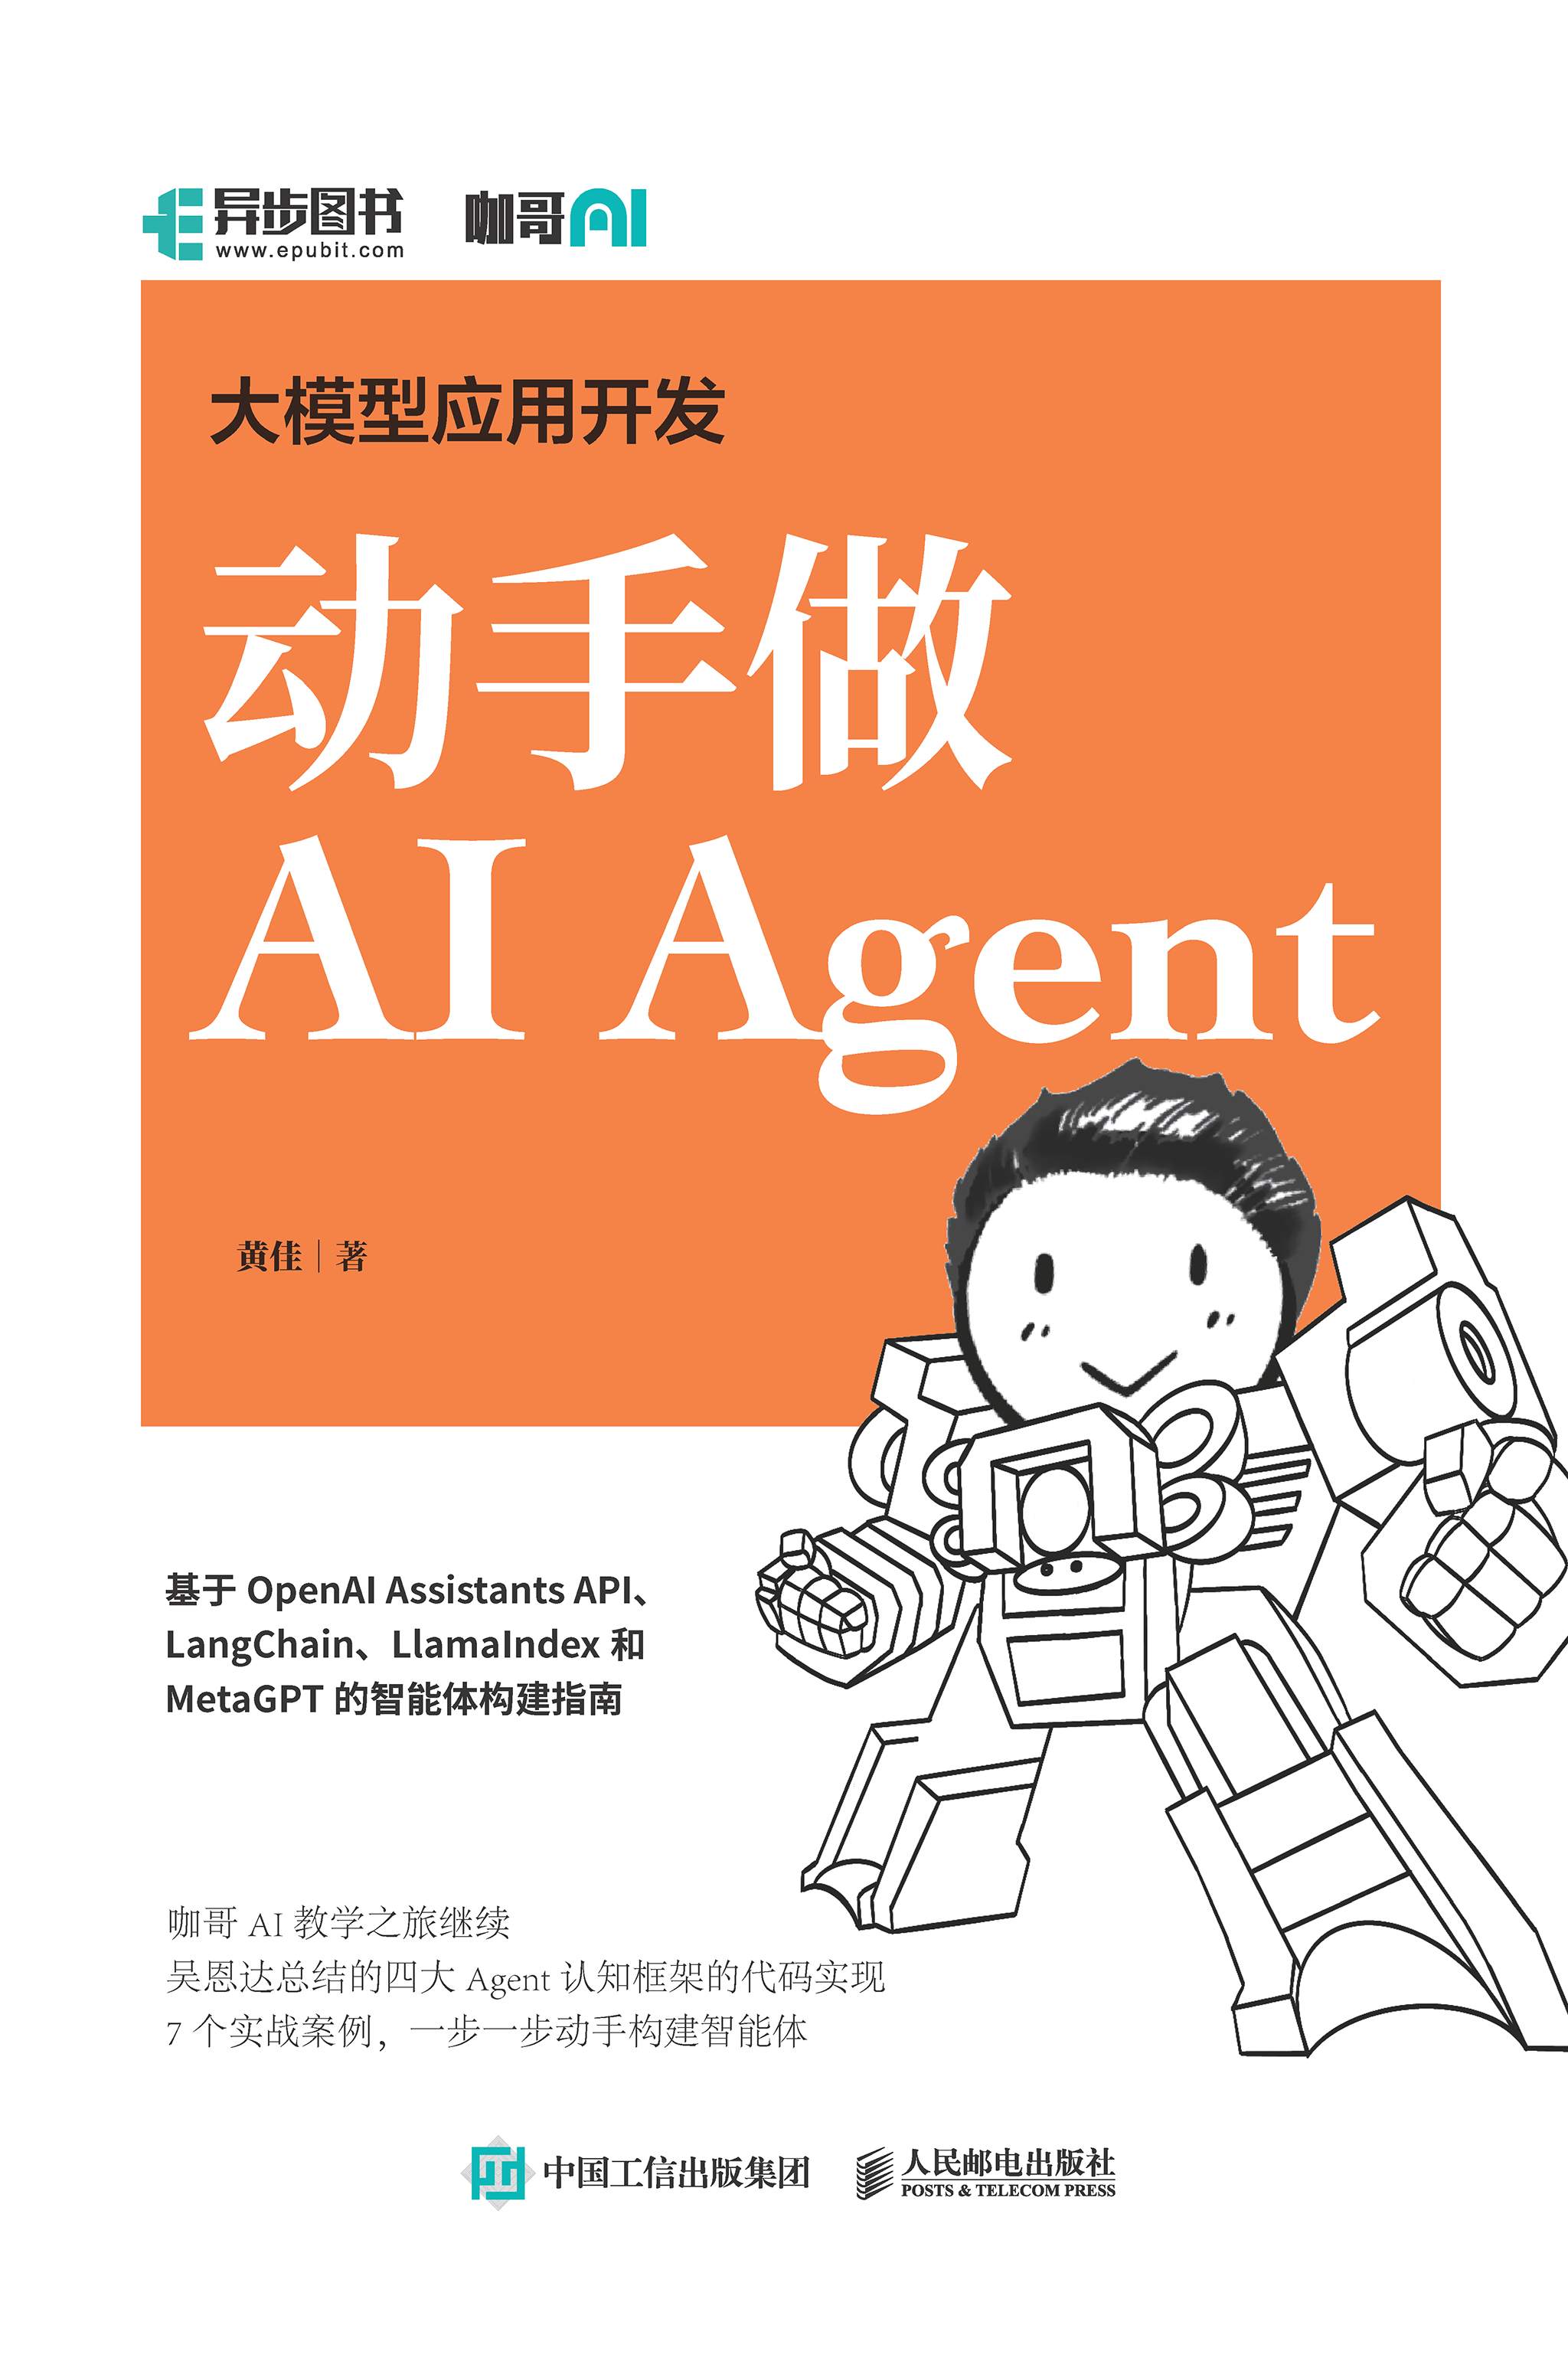 异步图书
www.epubit.com
咖哥AI
大模型应用开发
动手做
AI Agent
黄佳｜著
基于 OpenAI Assistants API、
LangChain、LlamaIndex 和
MetaGPT 的智能体构建指南
咖哥 AI 教学之旅继续
吴恩达总结的四大 Agent 认知框架的代码实现
7 个实战案例，一步一步动手构建智能体
中国工信出版集团
人民邮电出版社
POSTS & TELECOM PRESS